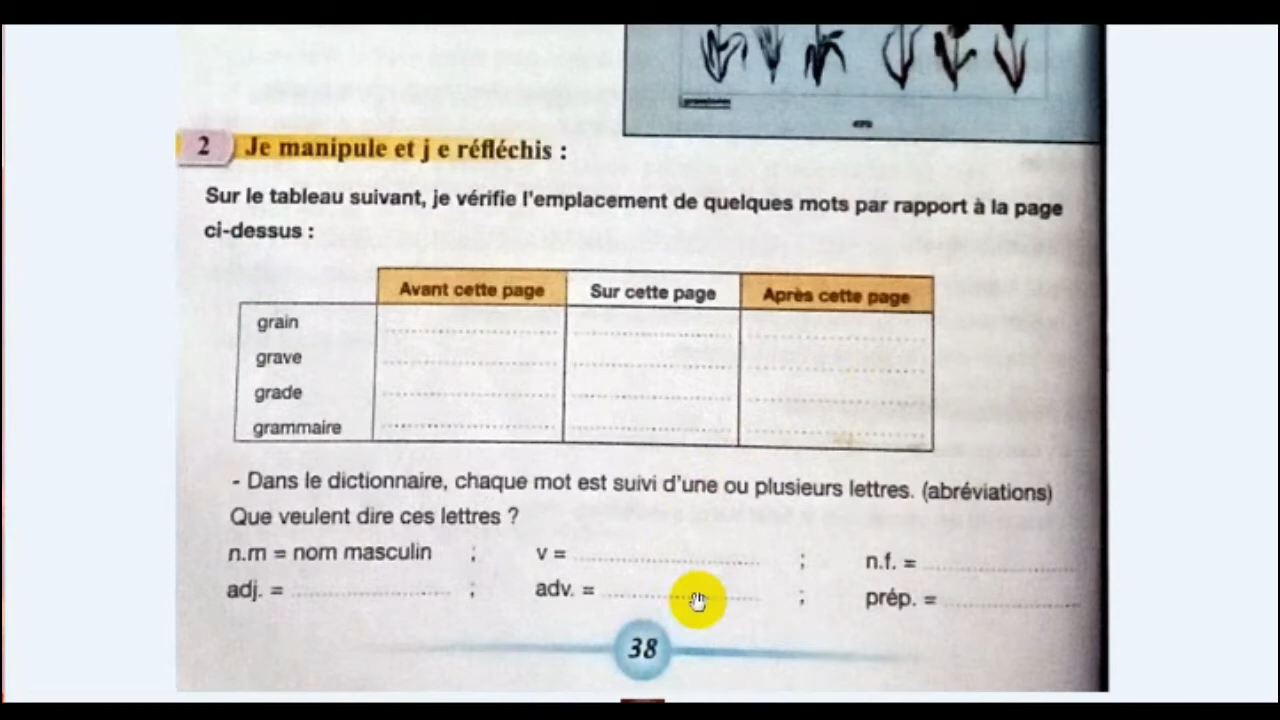 2 Je manipule et j e réfléchis :
Sur le tableau suivant, je vérifie l'emplacement de quelques mots par rapport à la page
ci-dessus :
Avant cette page Sur cette page Après cette page
grain
grave
grade
grammaire
- Dans le dictionnaire, chaque mot est suivi d'une ou plusieurs lettres. (abréviations)
Que veulent dire ces lettres ?
n.m = nom masculin ; v = .............................. ; n.f. = ..........................
adj. = .......................... ; adv. = .......................... ; prép. = ......................
38